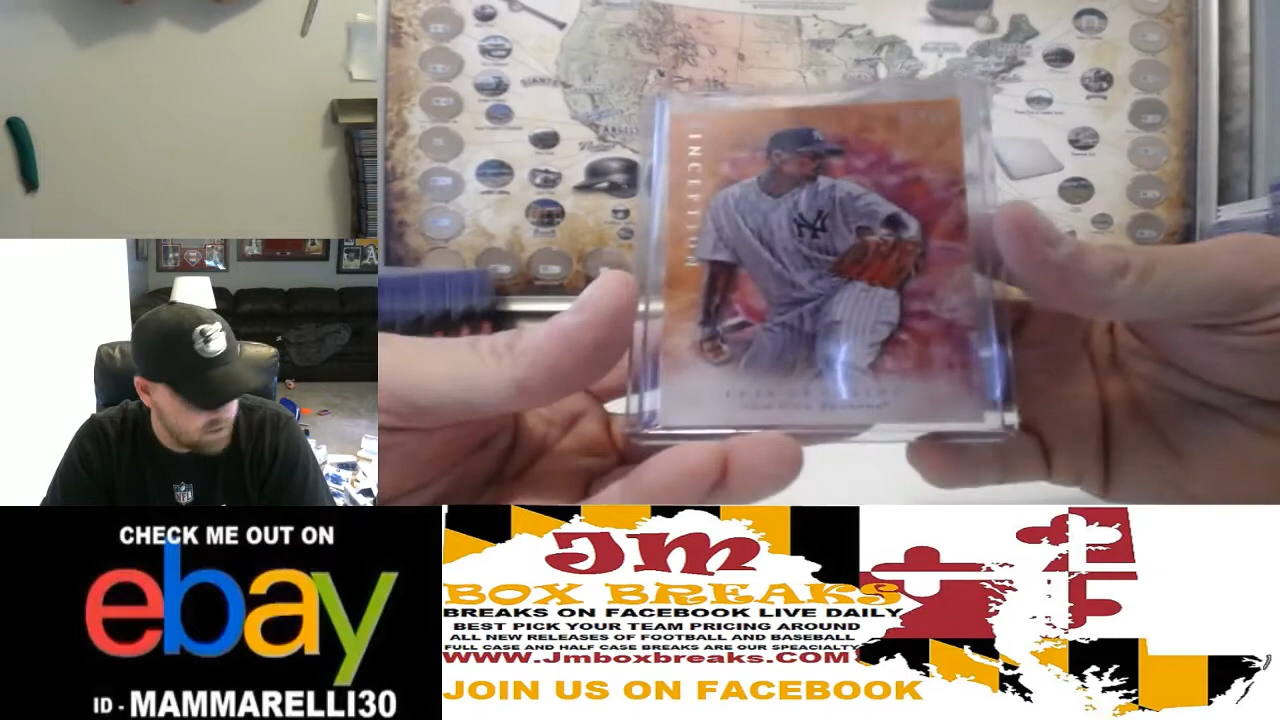 INCEPTION
NY
CHECK ME OUT ON
ebay
ID - MAMMARELLI30
JM
BOX BREAKS
BREAKS ON FACEBOOK LIVE DAILY
BEST PICK YOUR TEAM PRICING AROUND
ALL NEW RELEASES OF FOOTBALL AND BASEBALL
FULL CASE AND HALF CASE BREAKS ARE OUR SPEACIALTY
WWW.Jmboxbreaks.COM
JOIN US ON FACEBOOK